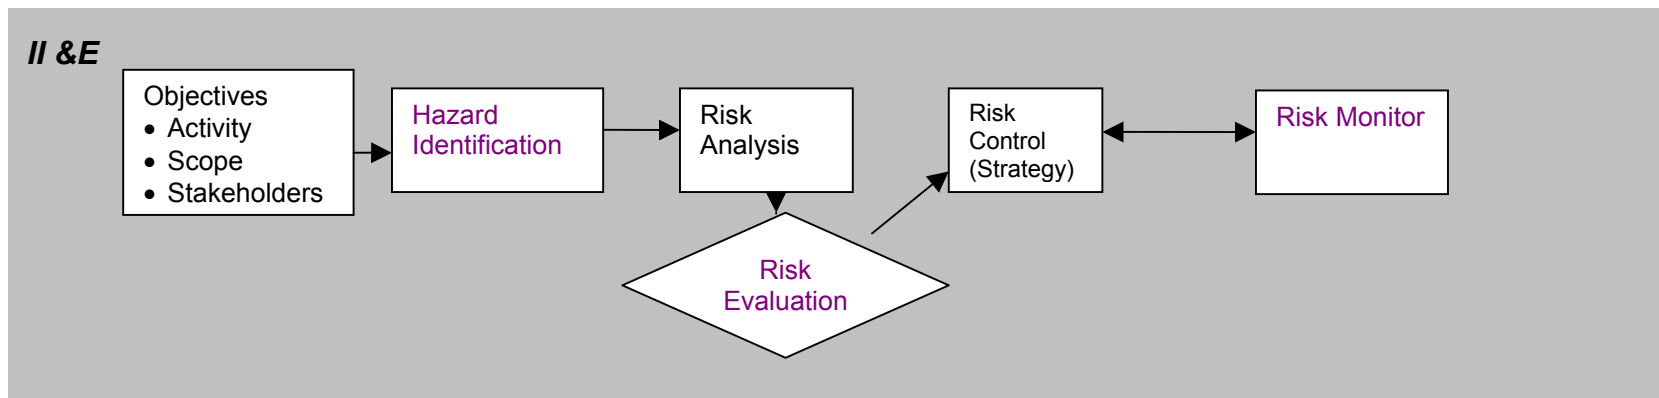 II &E
Objectives
• Activity
• Scope
• Stakeholders
Hazard
Identification
Risk
Analysis
Risk
Evaluation
Risk
Control
(Strategy)
Risk Monitor